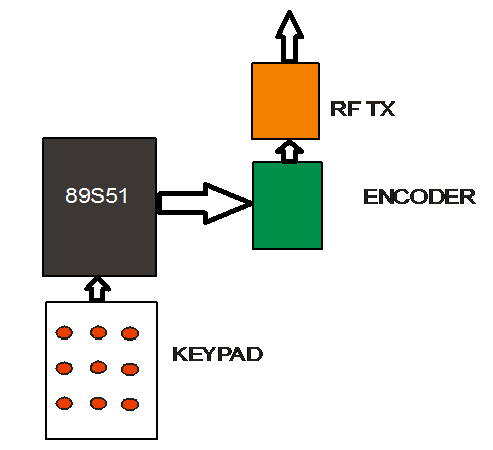 RF TX
89S51
ENCODER
KEYPAD